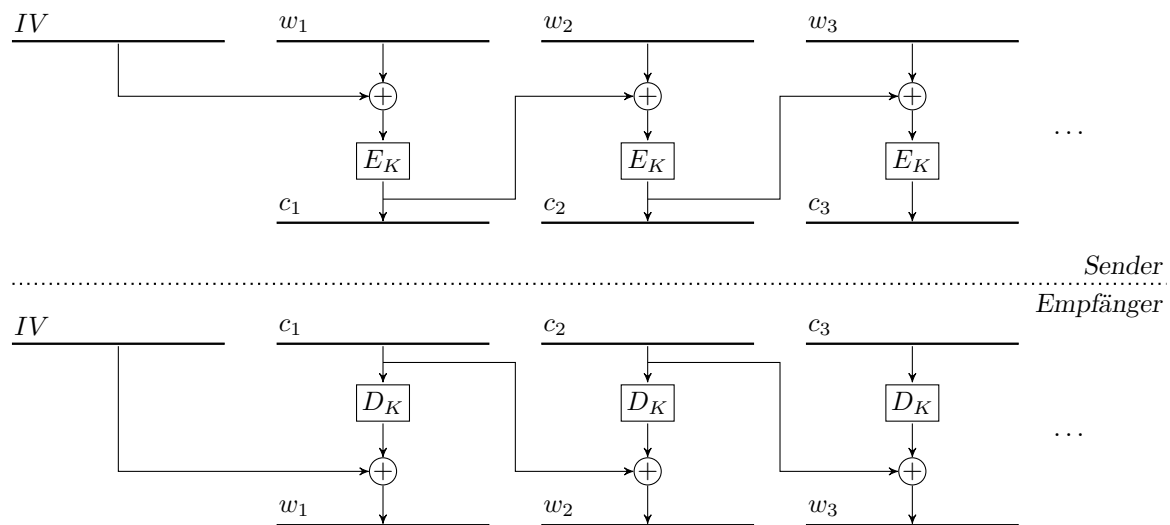 IV w₁ w₂ w₃
+ + +
E_K E_K E_K ...
c₁ c₂ c₃
Sender
Empfänger
IV c₁ c₂ c₃
D_K D_K D_K ...
+ + +
w₁ w₂ w₃